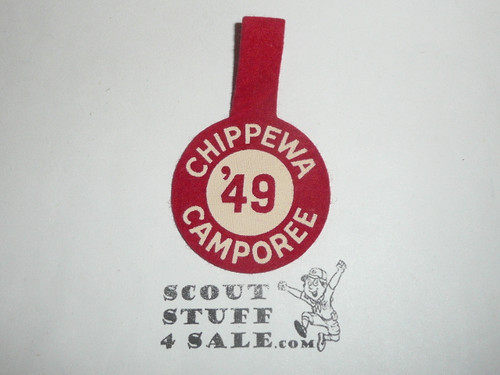 CHIPPEWA
'49
CAMPOREE
SCOUT
STUFF
4 SALE.COM